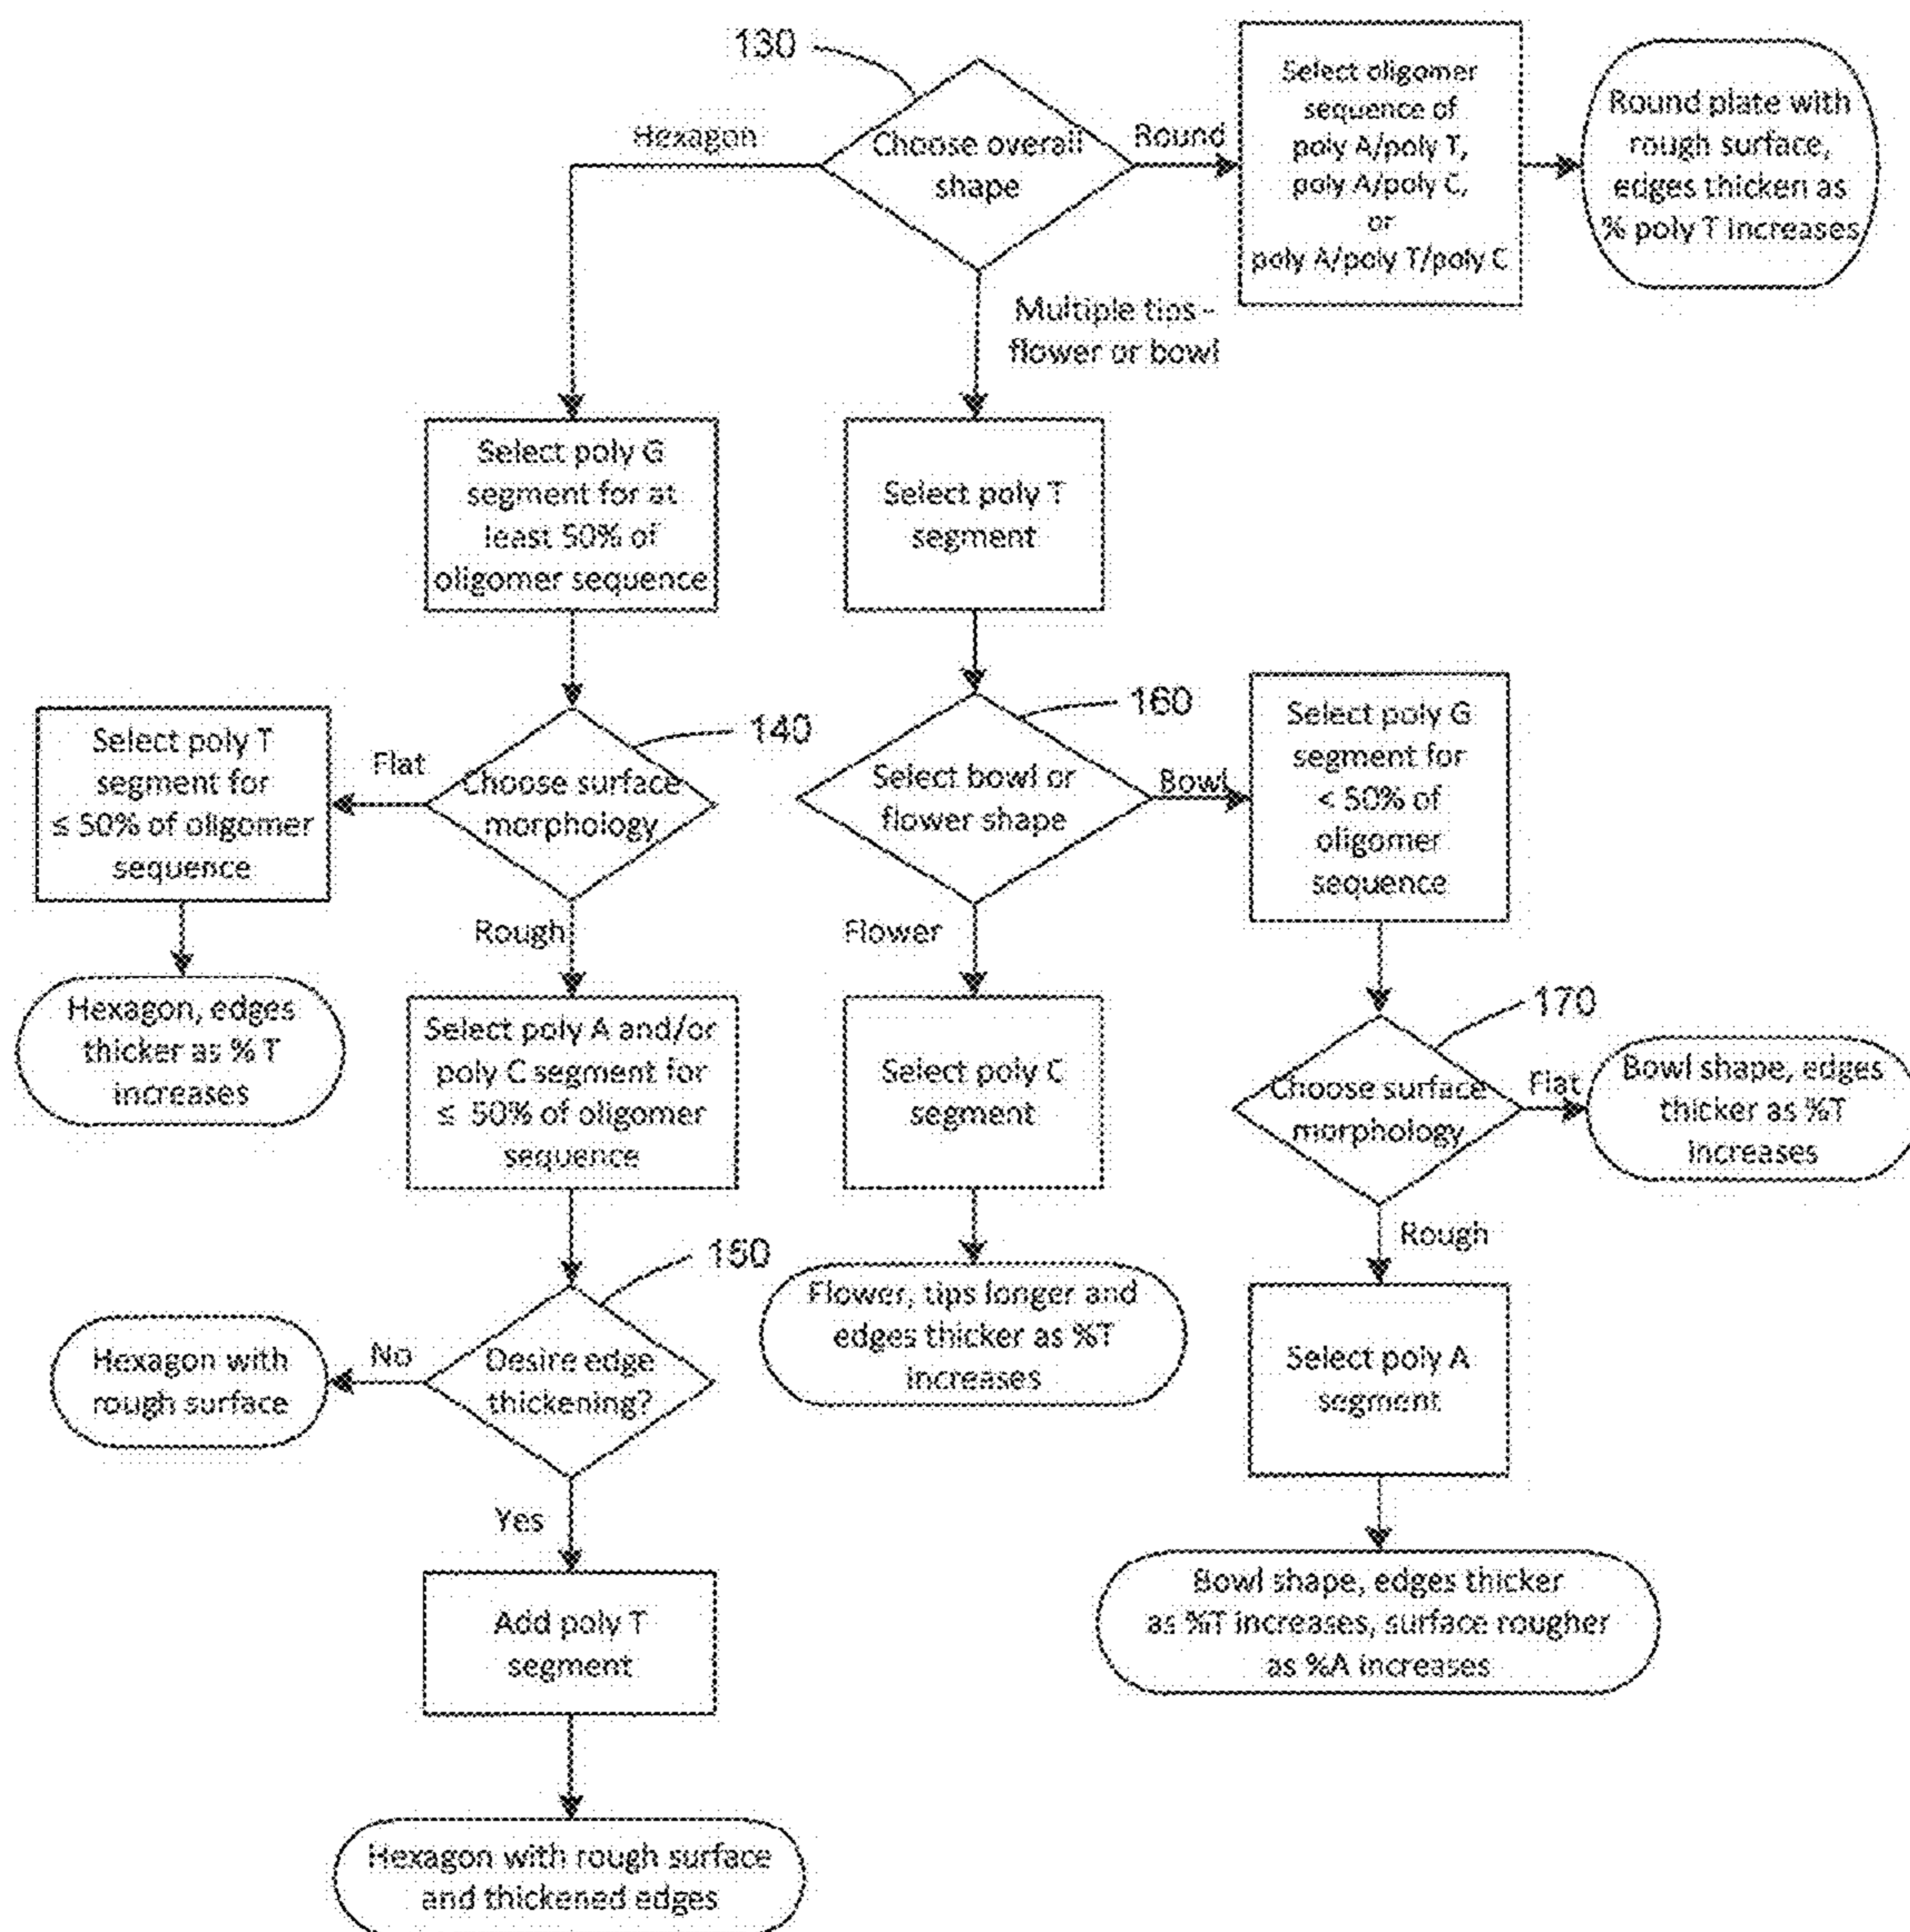 130
Choose overall
shape
Hexagon
Round
Multiple tips -
flower or bowl
Select oligomer
sequence of
poly A/poly T,
poly A/poly C,
or
poly A/poly T/poly C
Round plate with
rough surface,
edges thicken as
% poly T increases
Select poly G
segment for at
least 50% of
oligomer sequence
Select poly T
segment
140
Choose surface
morphology
Flat
Rough
Select poly T
segment for
≤ 50% of oligomer
sequence
Hexagon, edges
thicker as % T
increases
Select poly A and/or
poly C segment for
≤ 50% of oligomer
sequence
150
Desire edge
thickening?
No
Yes
Hexagon with
rough surface
Add poly T
segment
Hexagon with rough surface
and thickened edges
160
Select bowl or
flower shape
Bowl
Flower
Select poly C
segment
Flower, tips longer and
edges thicker as %T
increases
Select poly G
segment for
< 50% of
oligomer
sequence
170
Choose surface
morphology
Flat
Rough
Bowl shape, edges
thicker as %T
increases
Select poly A
segment
Bowl shape, edges thicker
as %T increases, surface rougher
as %A increases